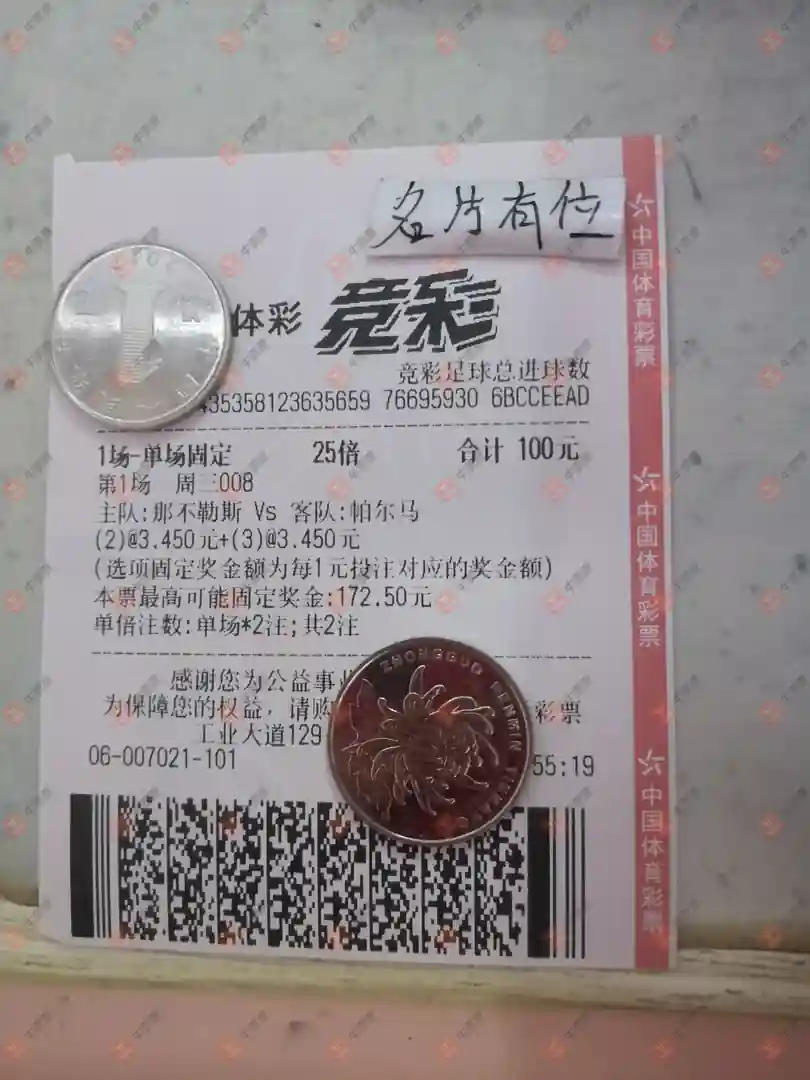 名片有位
体彩 竞彩
竞彩足球总进球数
435358123635659 76695930 6BCCEEAD
1场-单场固定 25倍 合计 100元
第1场 周三008
主队:那不勒斯 Vs 客队:帕尔马
(2)@3.450元+(3)@3.450元
(选项固定奖金额为每1元投注对应的奖金额)
本票最高可能固定奖金:172.50元
单倍注数:单场*2注;共2注
感谢您为公益事业
为保障您的权益，请购 彩票
工业大道129
06-007021-101 55:19
ZHONGGUO RENMIN YINHANG
中国体育彩票
中国体育彩票
中国体育彩票